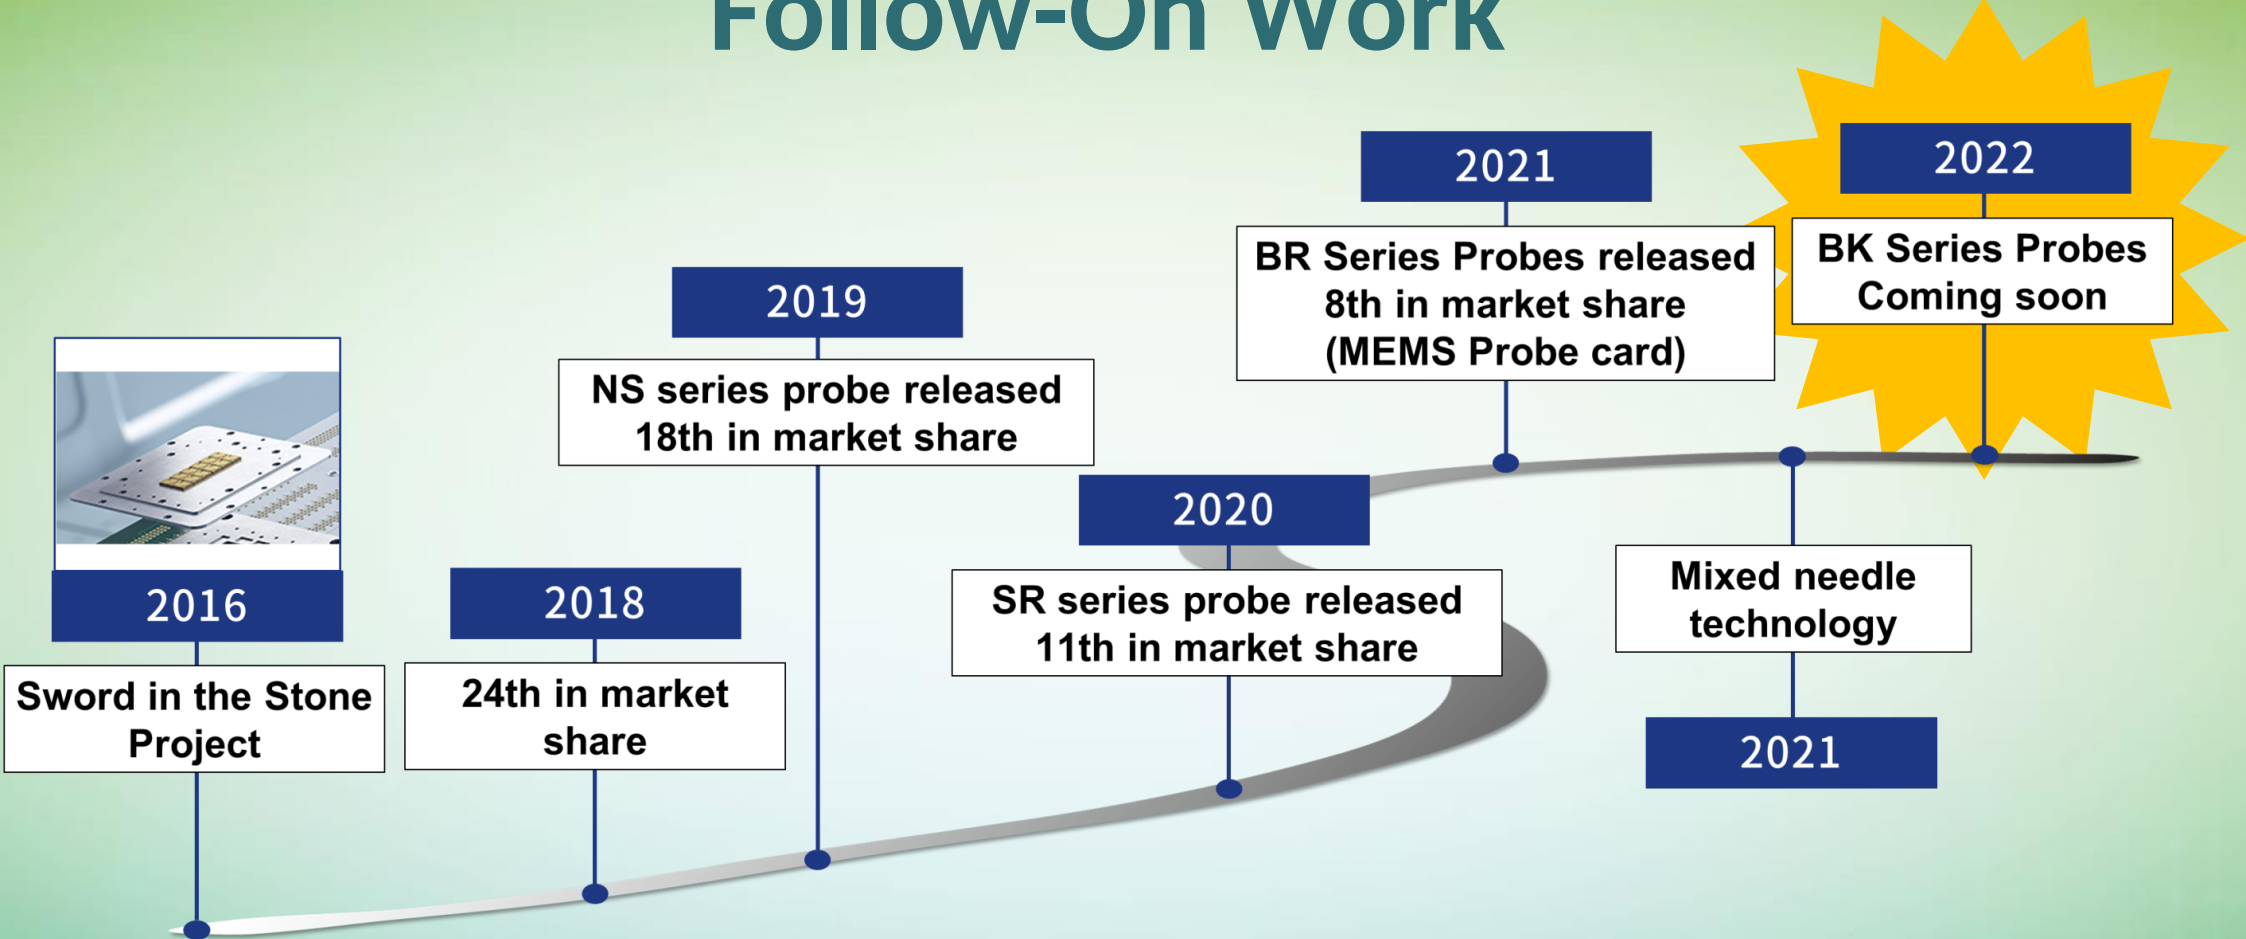 Follow-On Work
2016
Sword in the Stone
Project
2018
24th in market
share
2019
NS series probe released
18th in market share
2020
SR series probe released
11th in market share
2021
BR Series Probes released
8th in market share
(MEMS Probe card)
Mixed needle
technology
2021
2022
BK Series Probes
Coming soon